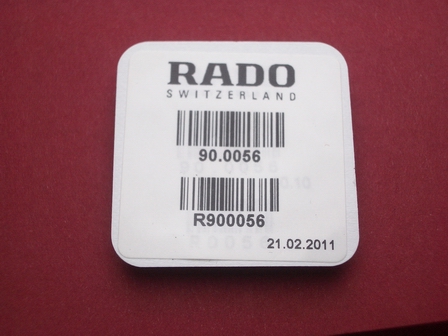 RADO
SWITZERLAND
90.0056
R900056
21.02.2011